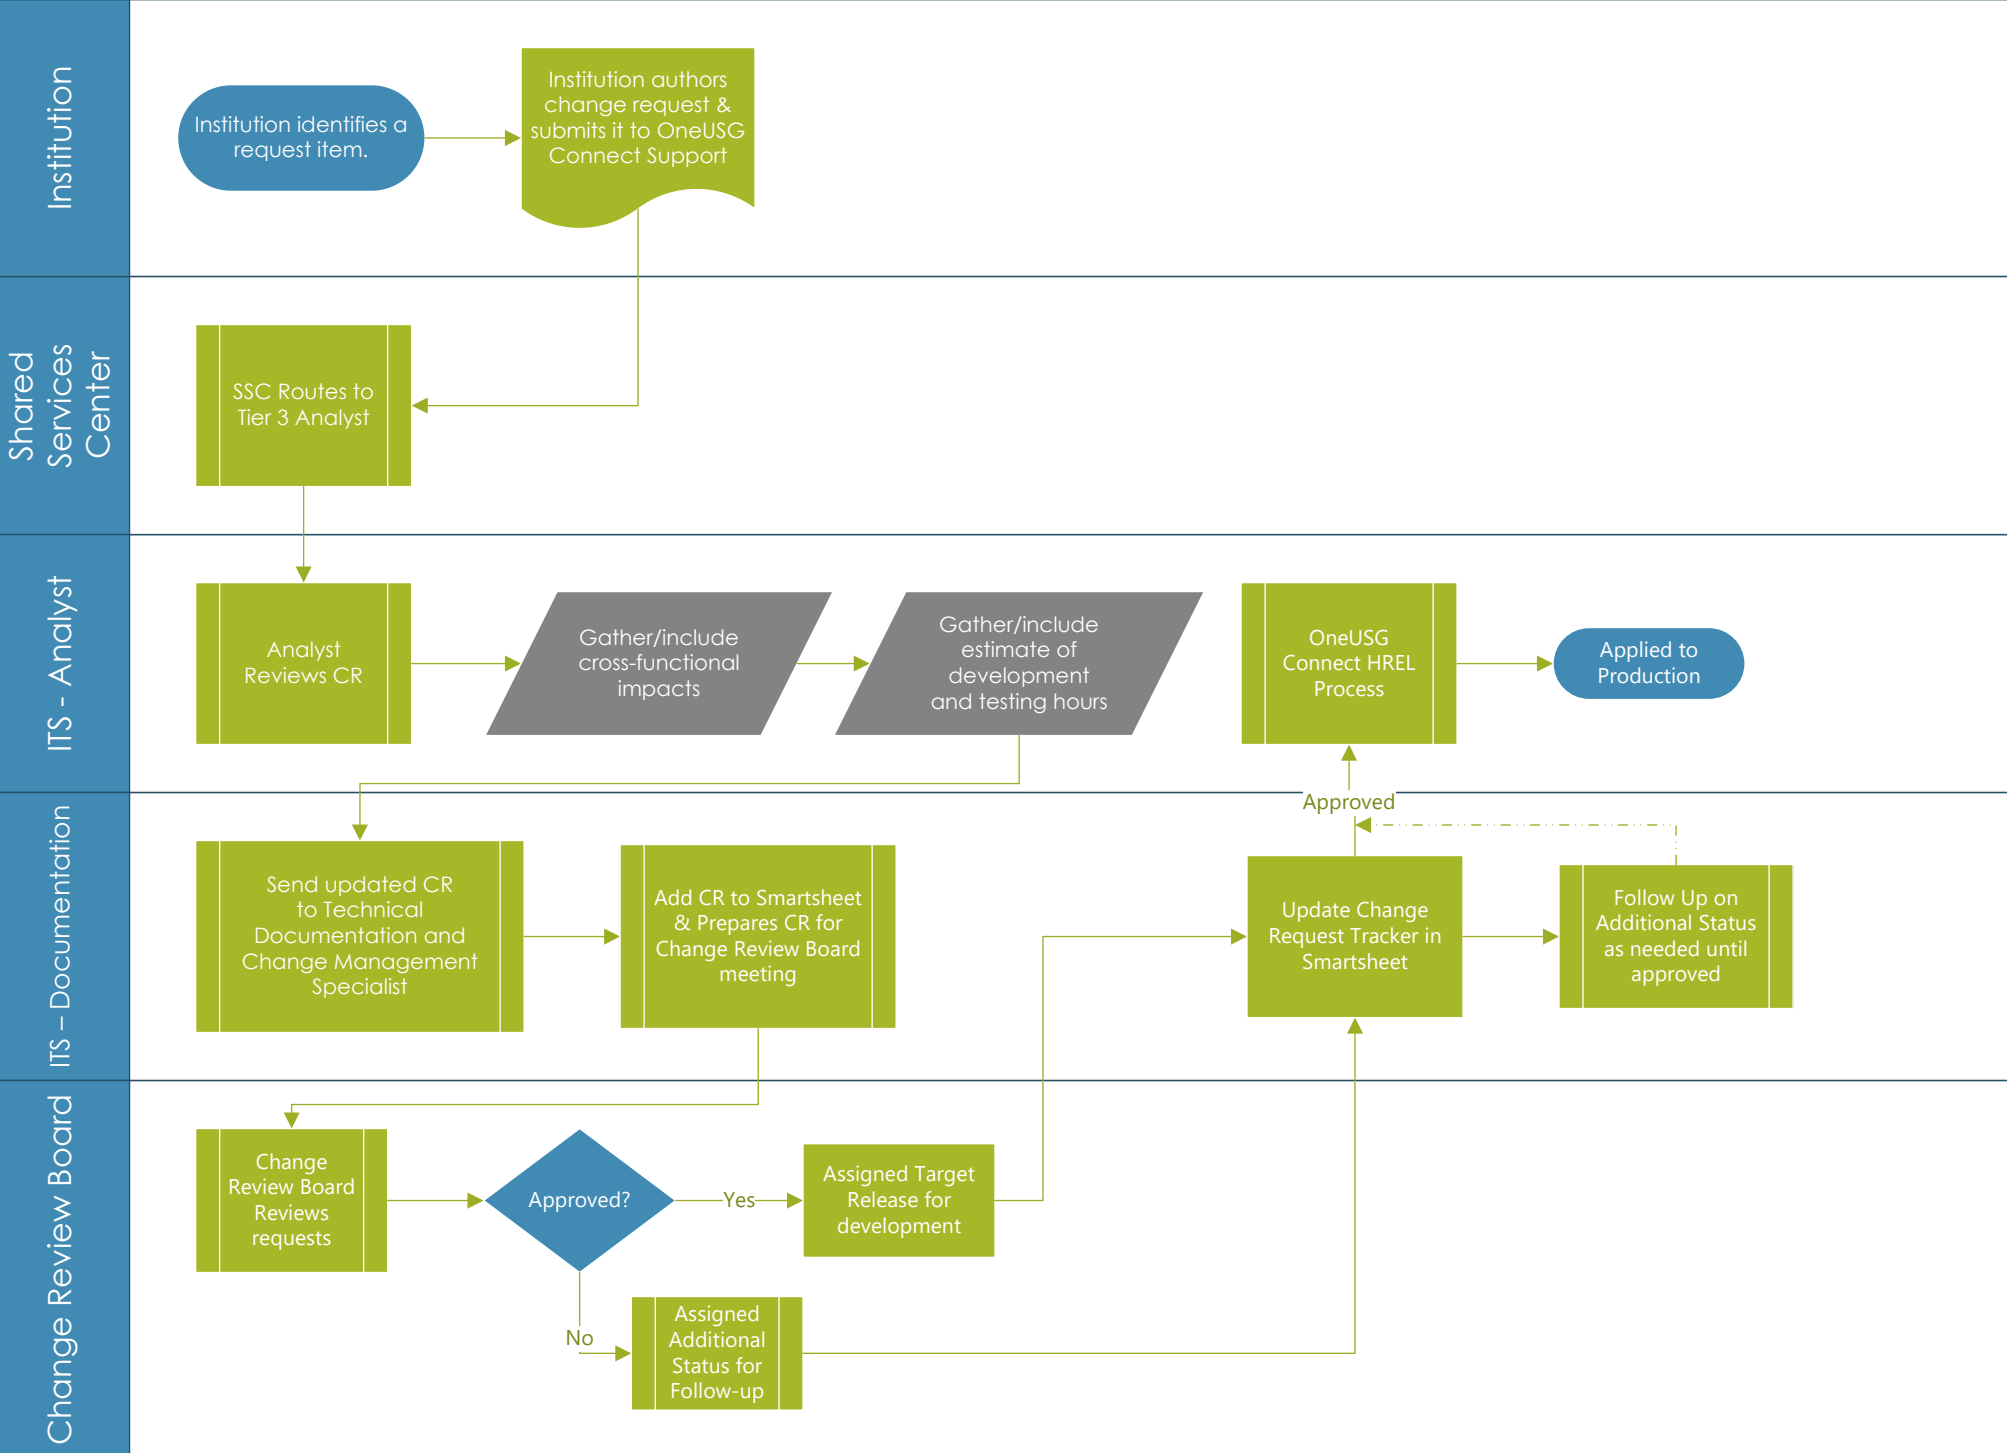 Institution
Institution identifies a
request item.
Institution authors
change request &
submits it to OneUSG
Connect Support
Shared
Services
Center
SSC Routes to
Tier 3 Analyst
ITS - Analyst
Analyst
Reviews CR
Gather/include
cross-functional
impacts
Gather/include
estimate of
development
and testing hours
OneUSG
Connect HREL
Process
Applied to
Production
ITS – Documentation
Approved
Send updated CR
to Technical
Documentation and
Change Management
Specialist
Add CR to Smartsheet
& Prepares CR for
Change Review Board
meeting
Update Change
Request Tracker in
Smartsheet
Follow Up on
Additional Status
as needed until
approved
Change Review Board
Change
Review Board
Reviews
requests
Approved?
Yes
Assigned Target
Release for
development
No
Assigned
Additional
Status for
Follow-up